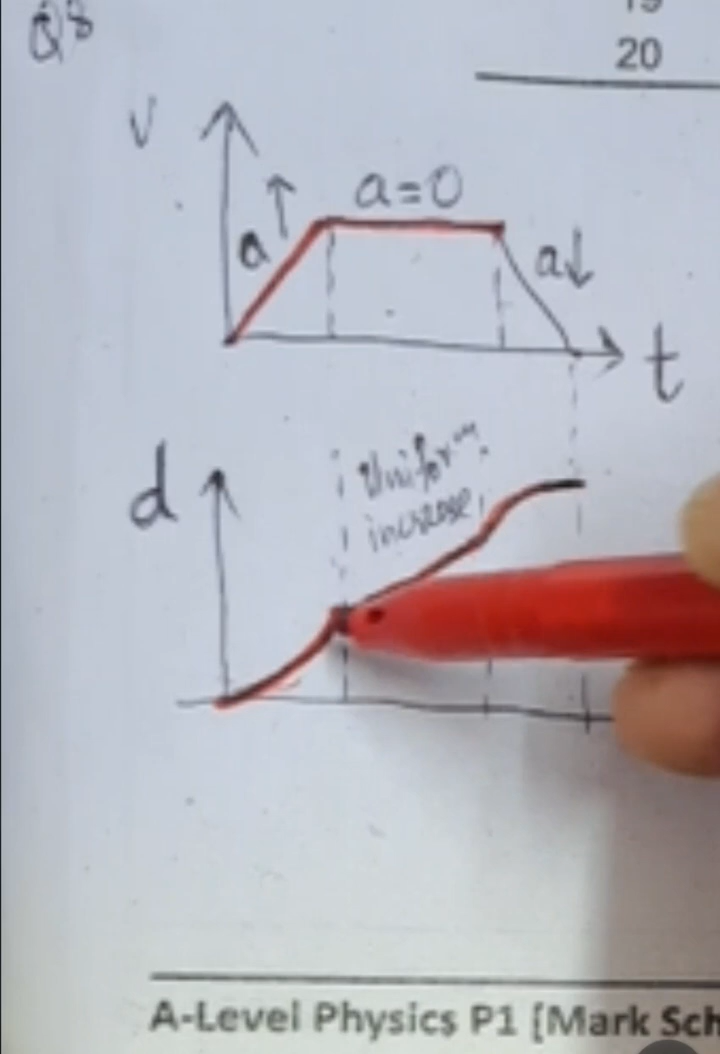 Q8
20
v
a ↑
a=0
a↓
t
d
Uniform
increase
A-Level Physics P1 [Mark Sch